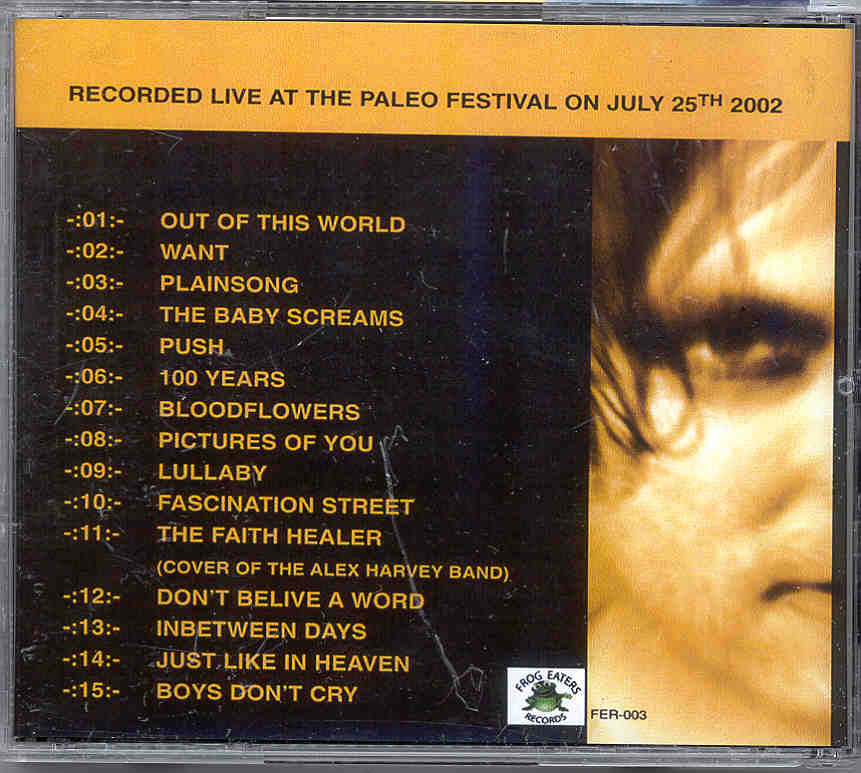 RECORDED LIVE AT THE PALEO FESTIVAL ON JULY 25TH 2002
-:01:- OUT OF THIS WORLD
-:02:- WANT
-:03:- PLAINSONG
-:04:- THE BABY SCREAMS
-:05:- PUSH
-:06:- 100 YEARS
-:07:- BLOODFLOWERS
-:08:- PICTURES OF YOU
-:09:- LULLABY
-:10:- FASCINATION STREET
-:11:- THE FAITH HEALER
(COVER OF THE ALEX HARVEY BAND)
-:12:- DON'T BELIVE A WORD
-:13:- INBETWEEN DAYS
-:14:- JUST LIKE IN HEAVEN
-:15:- BOYS DON'T CRY
FROG EATERS
RECORDS
FER-003